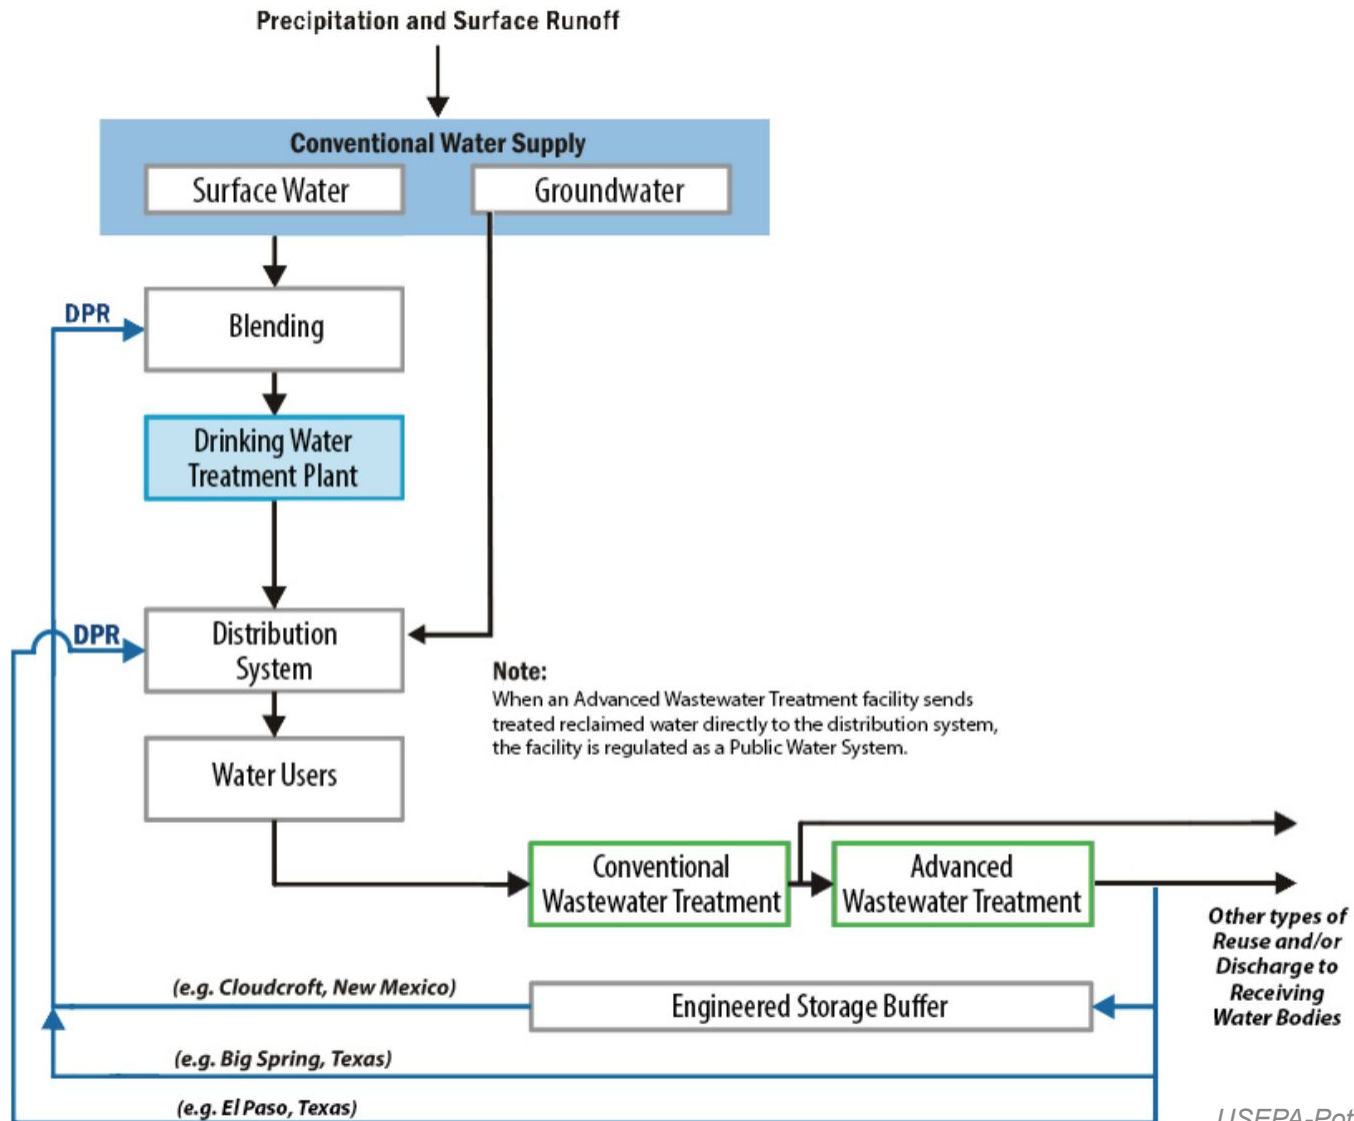 Precipitation and Surface Runoff
Conventional Water Supply
Surface Water
Groundwater
DPR
Blending
Drinking Water
Treatment Plant
DPR
Distribution
System
Note:
When an Advanced Wastewater Treatment facility sends
treated reclaimed water directly to the distribution system,
the facility is regulated as a Public Water System.
Water Users
Conventional
Wastewater Treatment
Advanced
Wastewater Treatment
Other types of
Reuse and/or
Discharge to
Receiving
Water Bodies
(e.g. Cloudcroft, New Mexico)
Engineered Storage Buffer
(e.g. Big Spring, Texas)
(e.g. El Paso, Texas)
USEPA-Pot